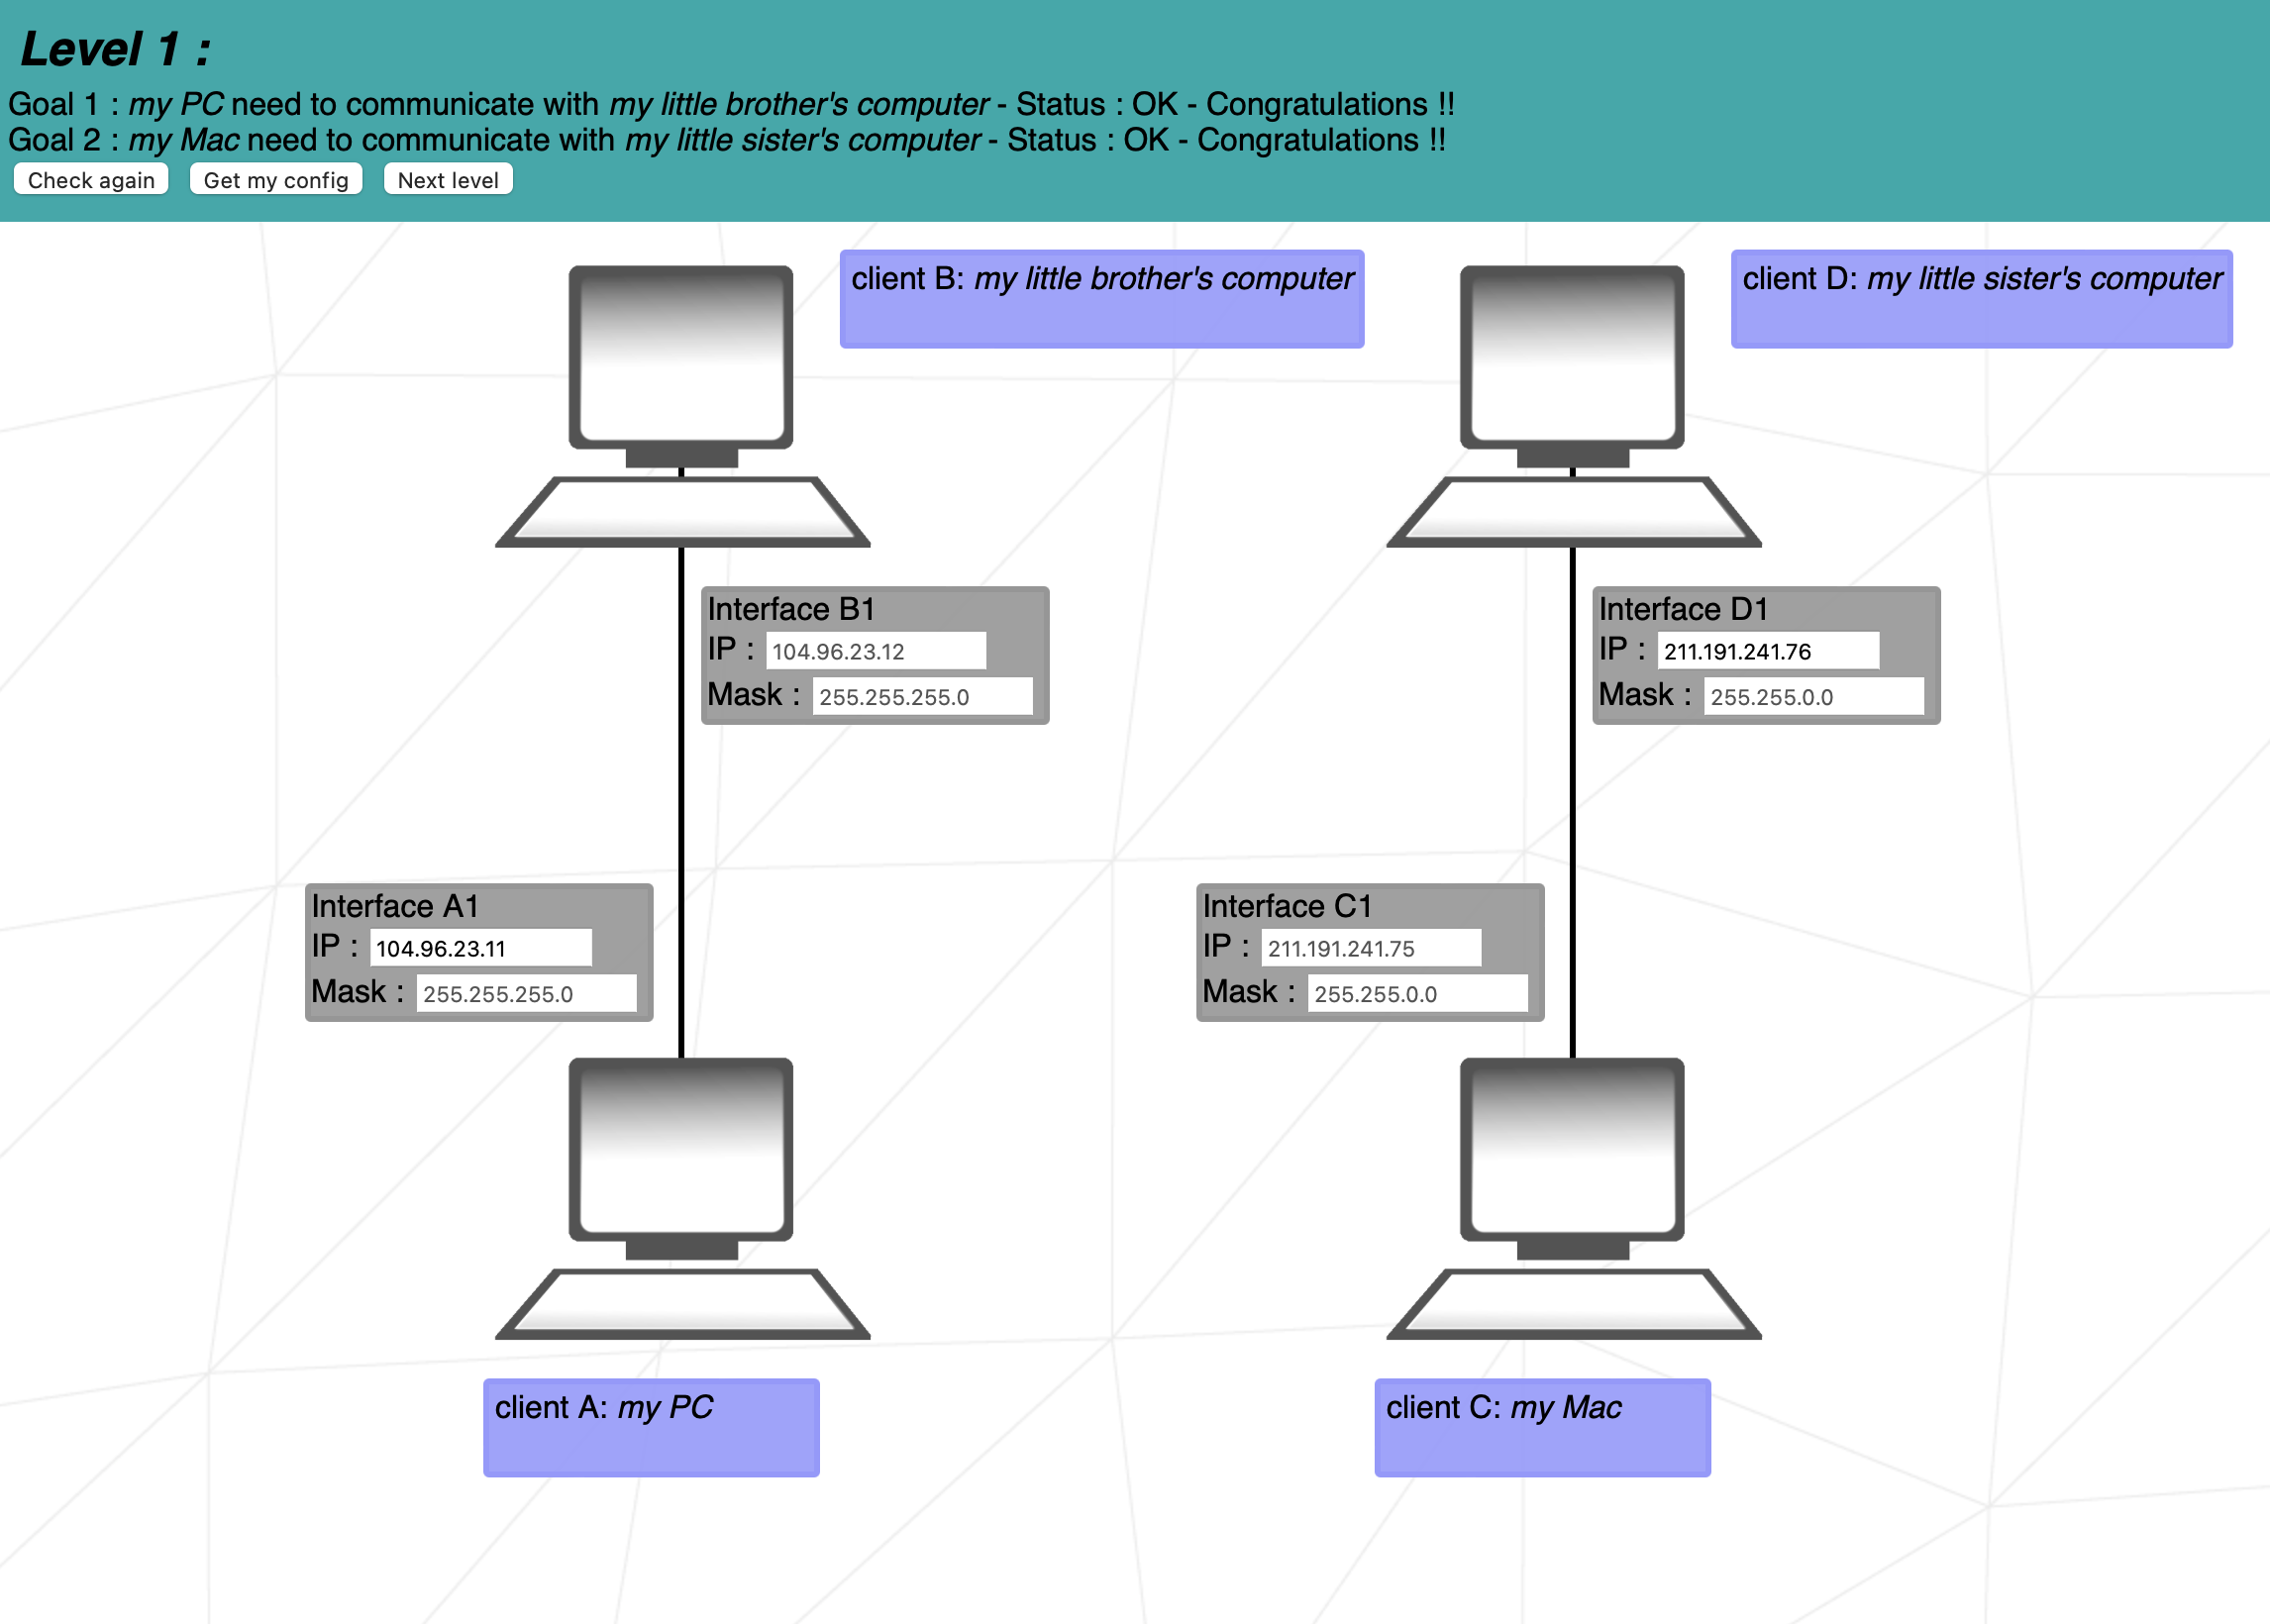 Level 1 :
Goal 1 : my PC need to communicate with my little brother's computer - Status : OK - Congratulations !!
Goal 2 : my Mac need to communicate with my little sister's computer - Status : OK - Congratulations !!
Check again Get my config Next level
client B: my little brother's computer
client D: my little sister's computer
Interface B1
IP : 104.96.23.12
Mask : 255.255.255.0
Interface D1
IP : 211.191.241.76
Mask : 255.255.0.0
Interface A1
IP : 104.96.23.11
Mask : 255.255.255.0
Interface C1
IP : 211.191.241.75
Mask : 255.255.0.0
client A: my PC
client C: my Mac